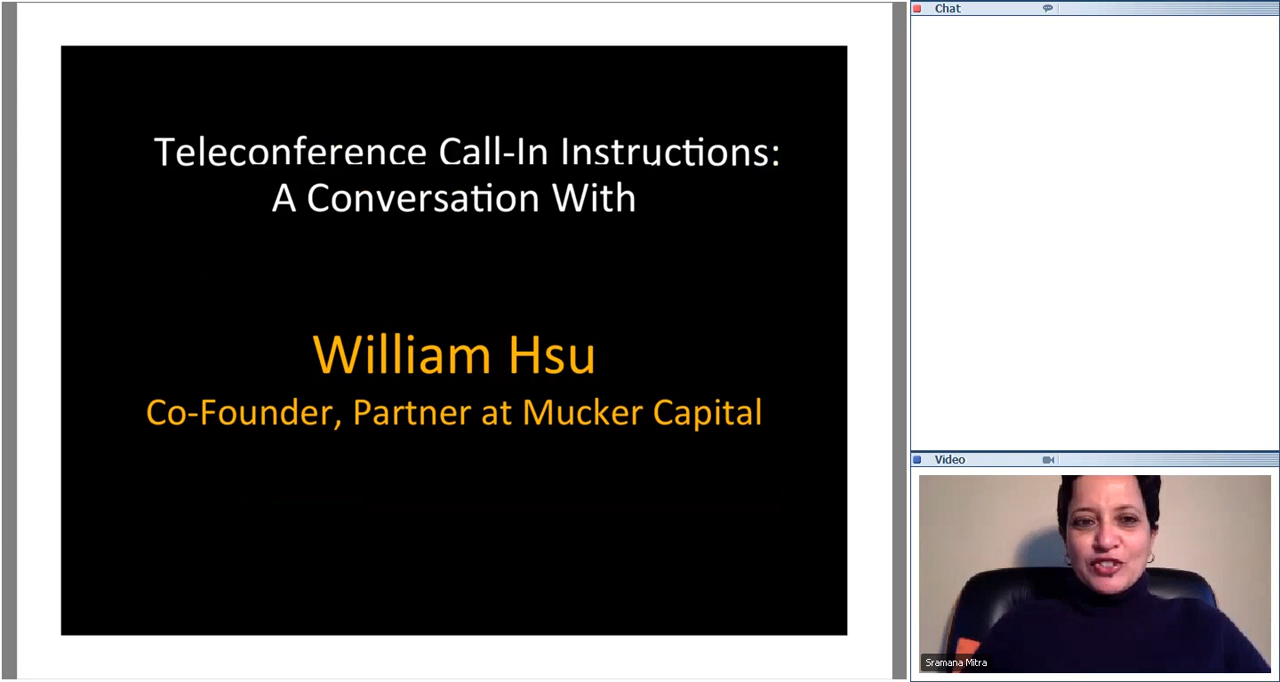 Teleconference Call-In Instructions:
A Conversation With
William Hsu
Co-Founder, Partner at Mucker Capital
Chat
Video
Sramana Mitra